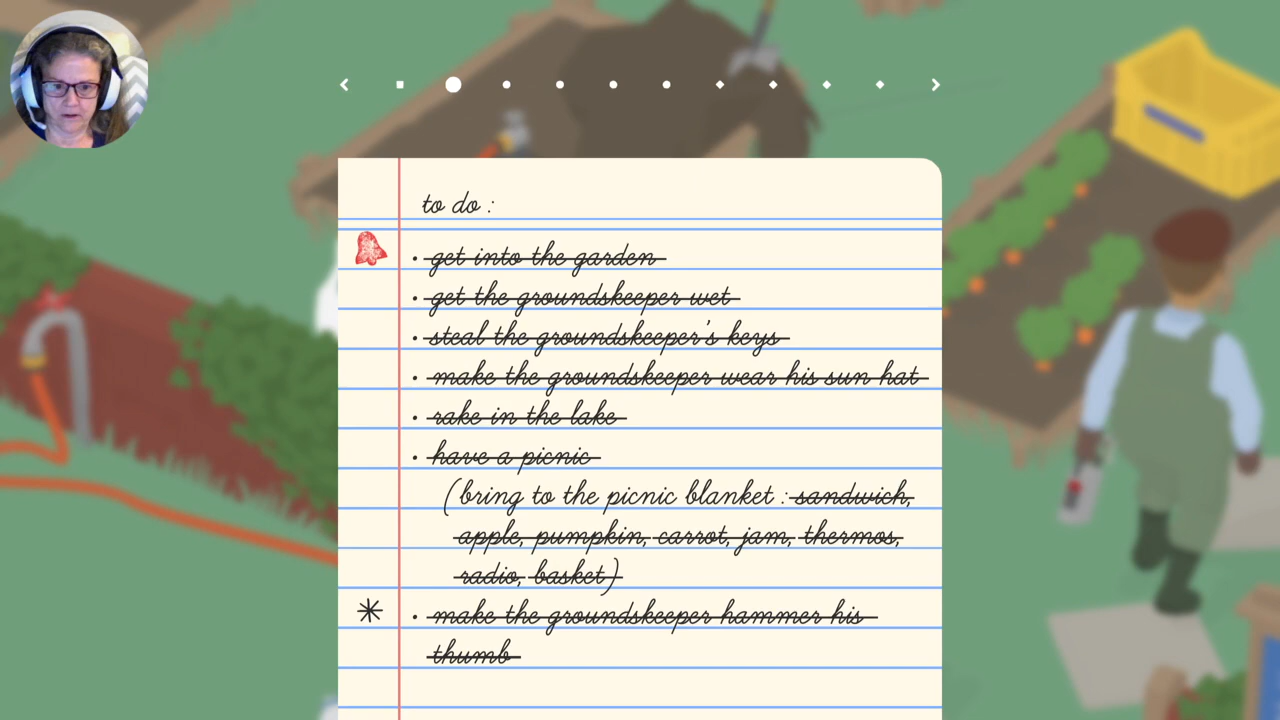 to do :
· get into the garden
· get the groundskeeper wet
· steal the groundskeeper's keys
· make the groundskeeper wear his sun hat
· rake in the lake
· have a picnic
(bring to the picnic blanket : sandwich,
apple, pumpkin, carrot, jam, thermos,
radio, basket)
· make the groundskeeper hammer his
thumb